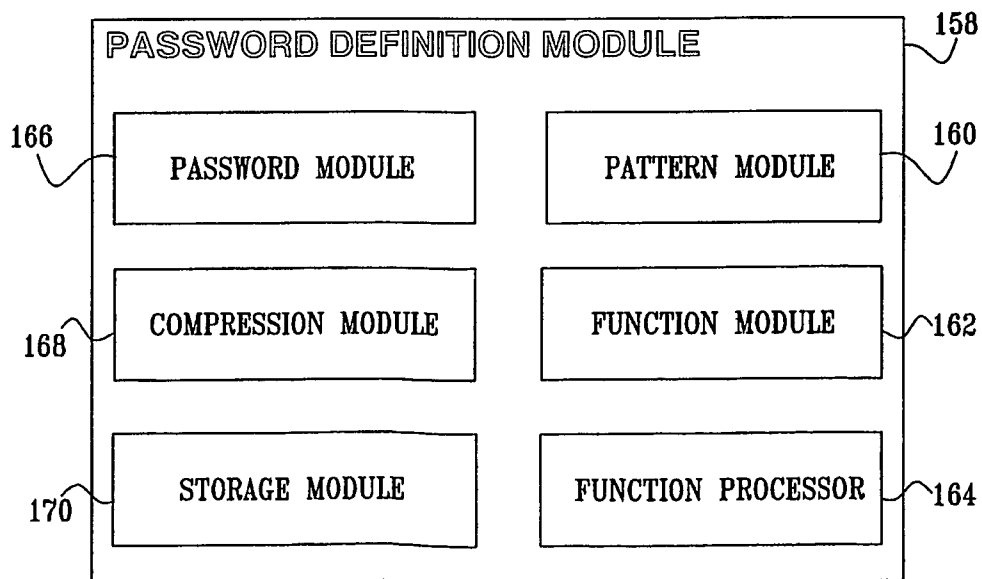 PASSWORD DEFINITION MODULE
158
166
PASSWORD MODULE
PATTERN MODULE
160
168
COMPRESSION MODULE
FUNCTION MODULE
162
170
STORAGE MODULE
FUNCTION PROCESSOR
164